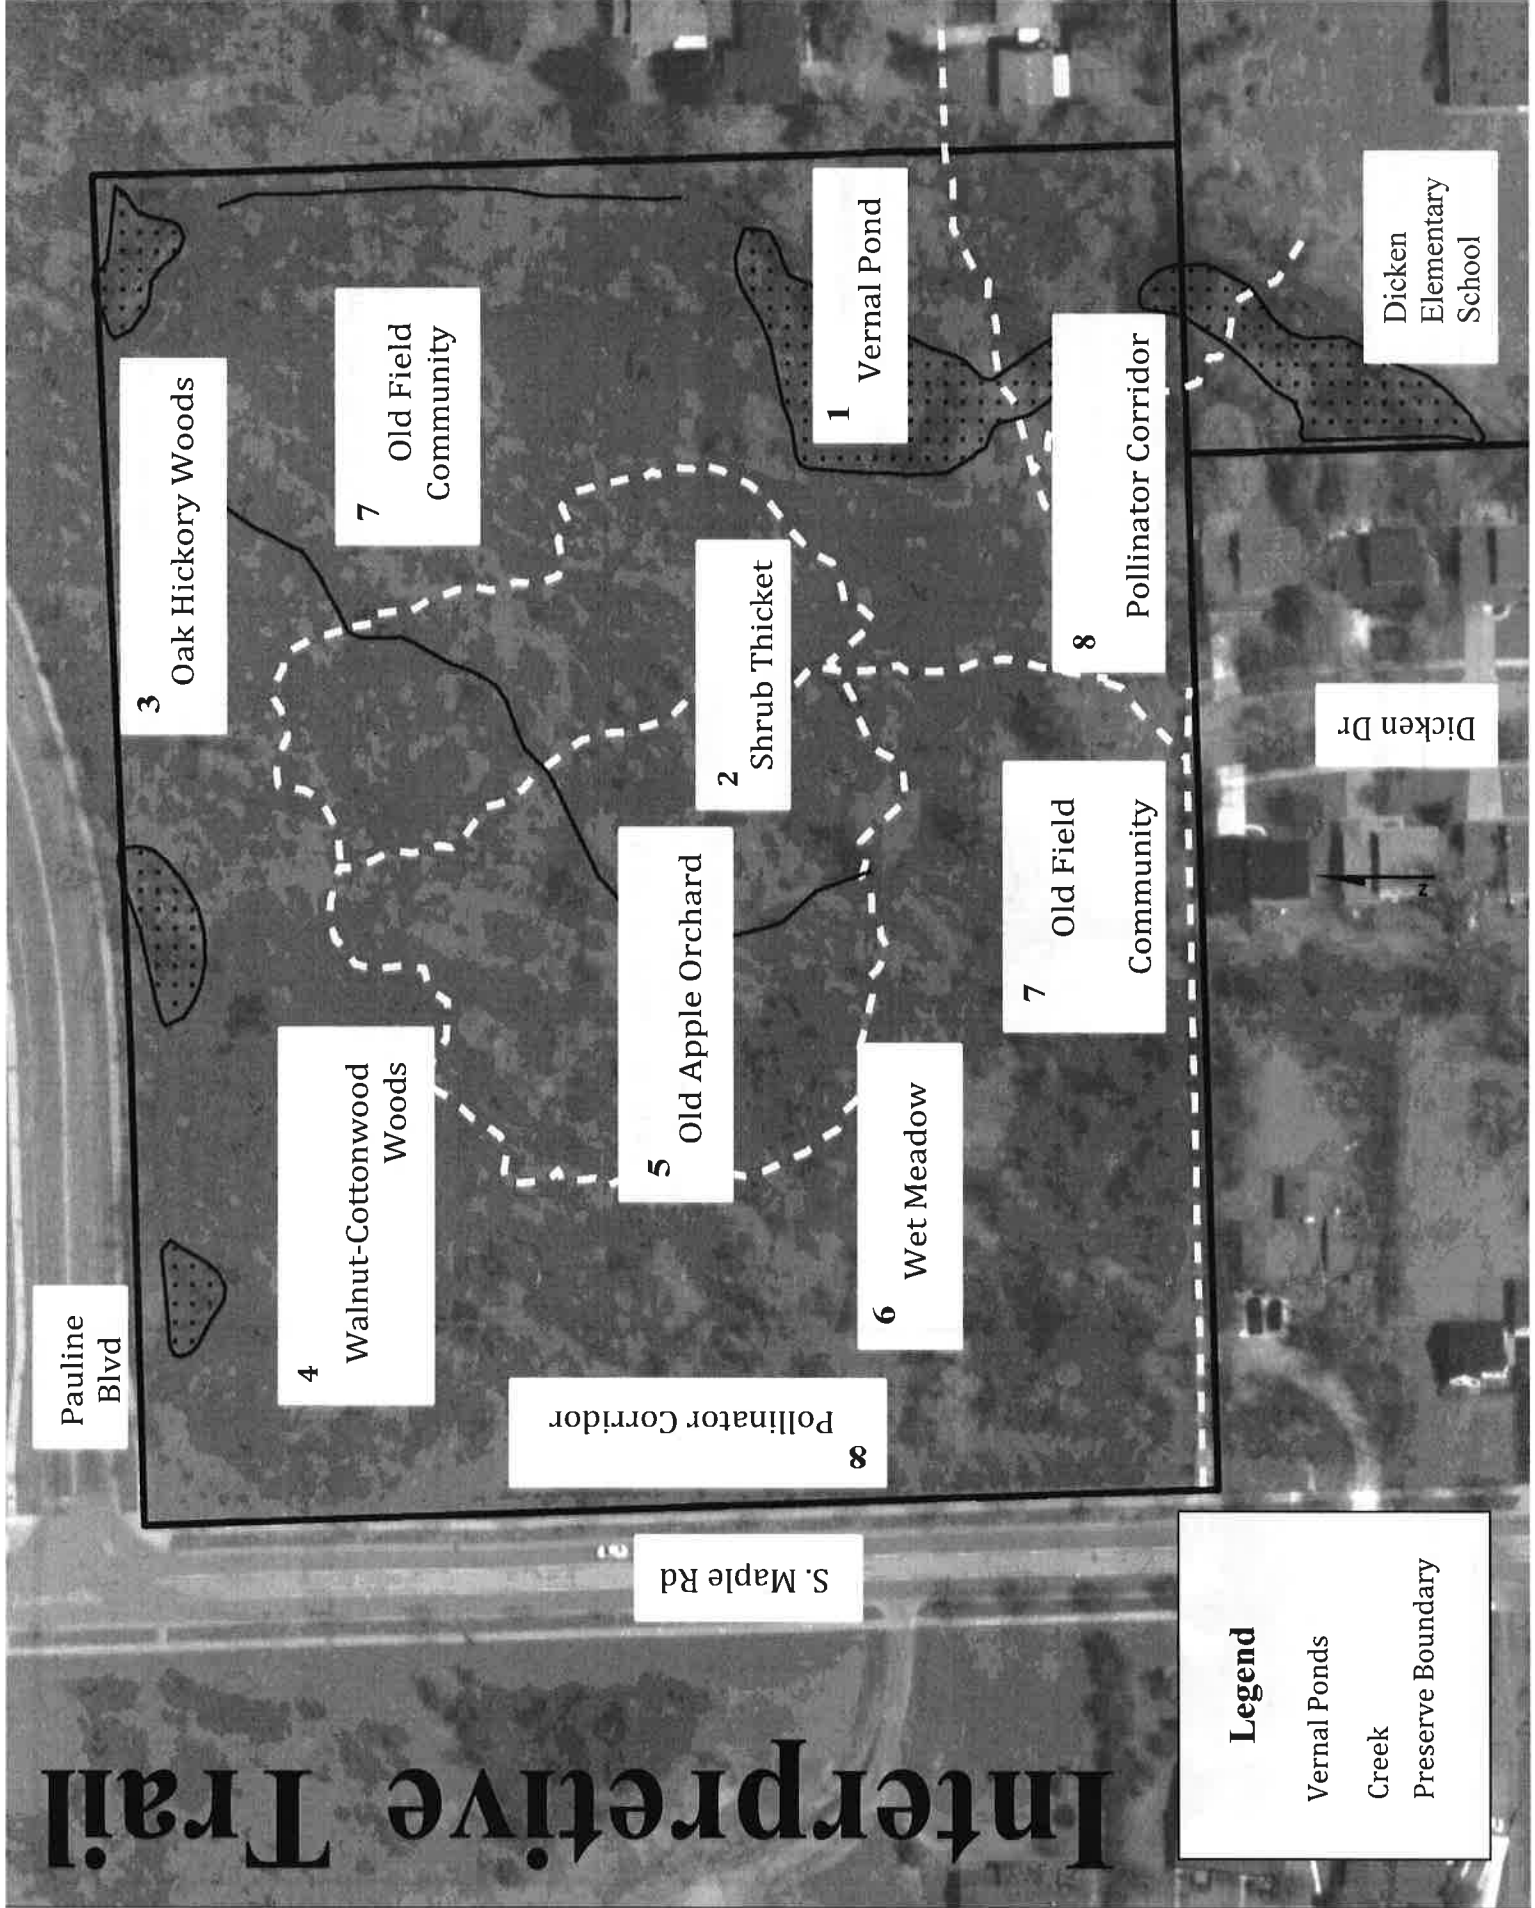 Interpretive Trail
Pauline
Blvd
S. Maple Rd
3
Oak Hickory Woods
7
Old Field
Community
1
Vernal Pond
4
Walnut-Cottonwood
Woods
2
Shrub Thicket
5
Old Apple Orchard
6
Wet Meadow
8
Pollinator Corridor
7
Old Field
Community
8
Pollinator Corridor
Dicken
Elementary
School
Dicken Dr
N
Legend
Vernal Ponds
Creek
Preserve Boundary